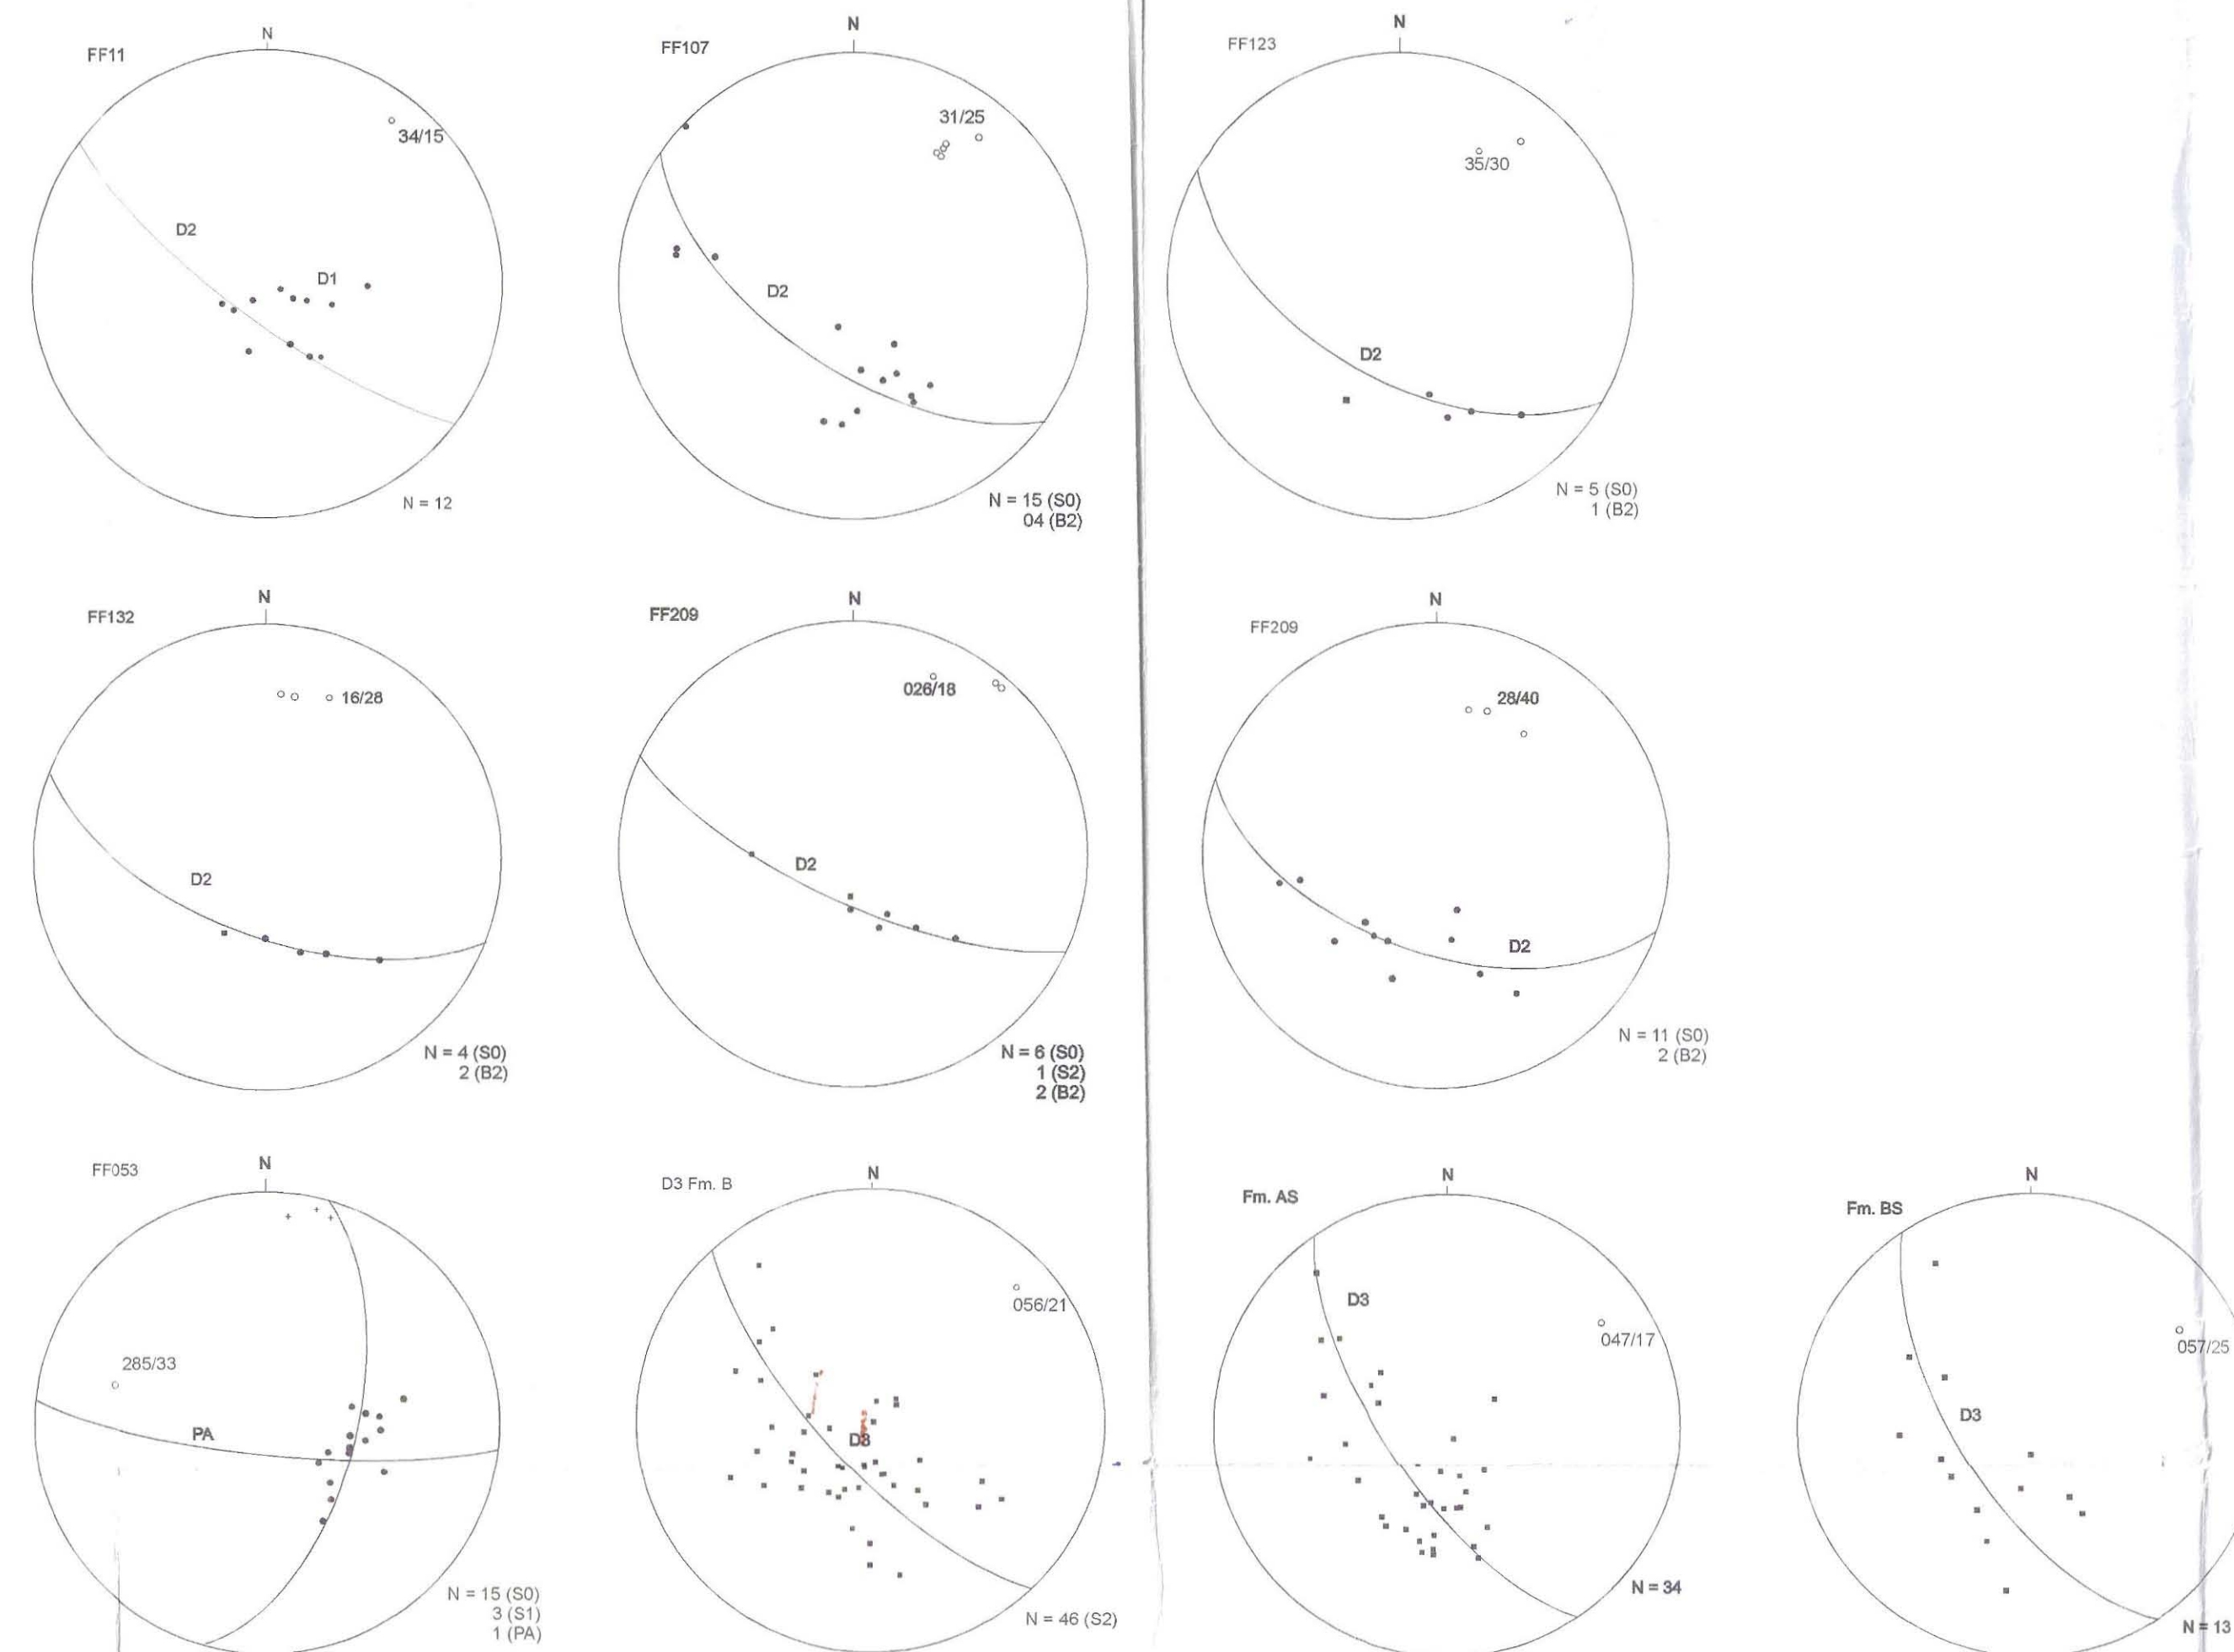 FF11
N
34/15
D2
D1
N = 12
FF107
N
31/25
D2
N = 15 (S0)
04 (B2)
FF123
N
35/30
D2
N = 5 (S0)
1 (B2)
FF132
N
16/28
D2
N = 4 (S0)
2 (B2)
FF209
N
026/18
D2
N = 6 (S0)
1 (S2)
2 (B2)
FF209
N
28/40
D2
N = 11 (S0)
2 (B2)
FF053
N
285/33
PA
N = 15 (S0)
3 (S1)
1 (PA)
D3 Fm. B
N
056/21
D3
N = 46 (S2)
Fm. AS
N
D3
047/17
N = 34
Fm. BS
N
057/25
D3
N = 13